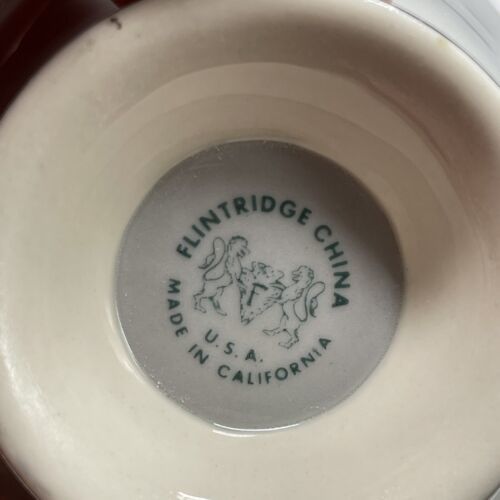 FLINTRIDGE CHINA
F
U.S.A.
MADE IN CALIFORNIA